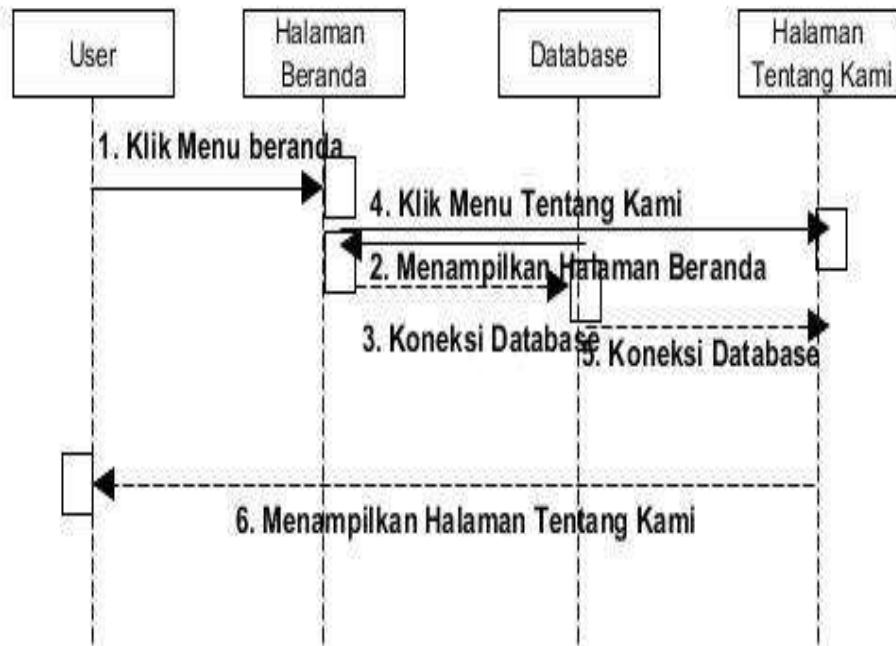 User
Halaman
Beranda
Database
Halaman
Tentang Kami
1. Klik Menu beranda
4. Klik Menu Tentang Kami
2. Menampilkan Halaman Beranda
3. Koneksi Database
5. Koneksi Database
6. Menampilkan Halaman Tentang Kami